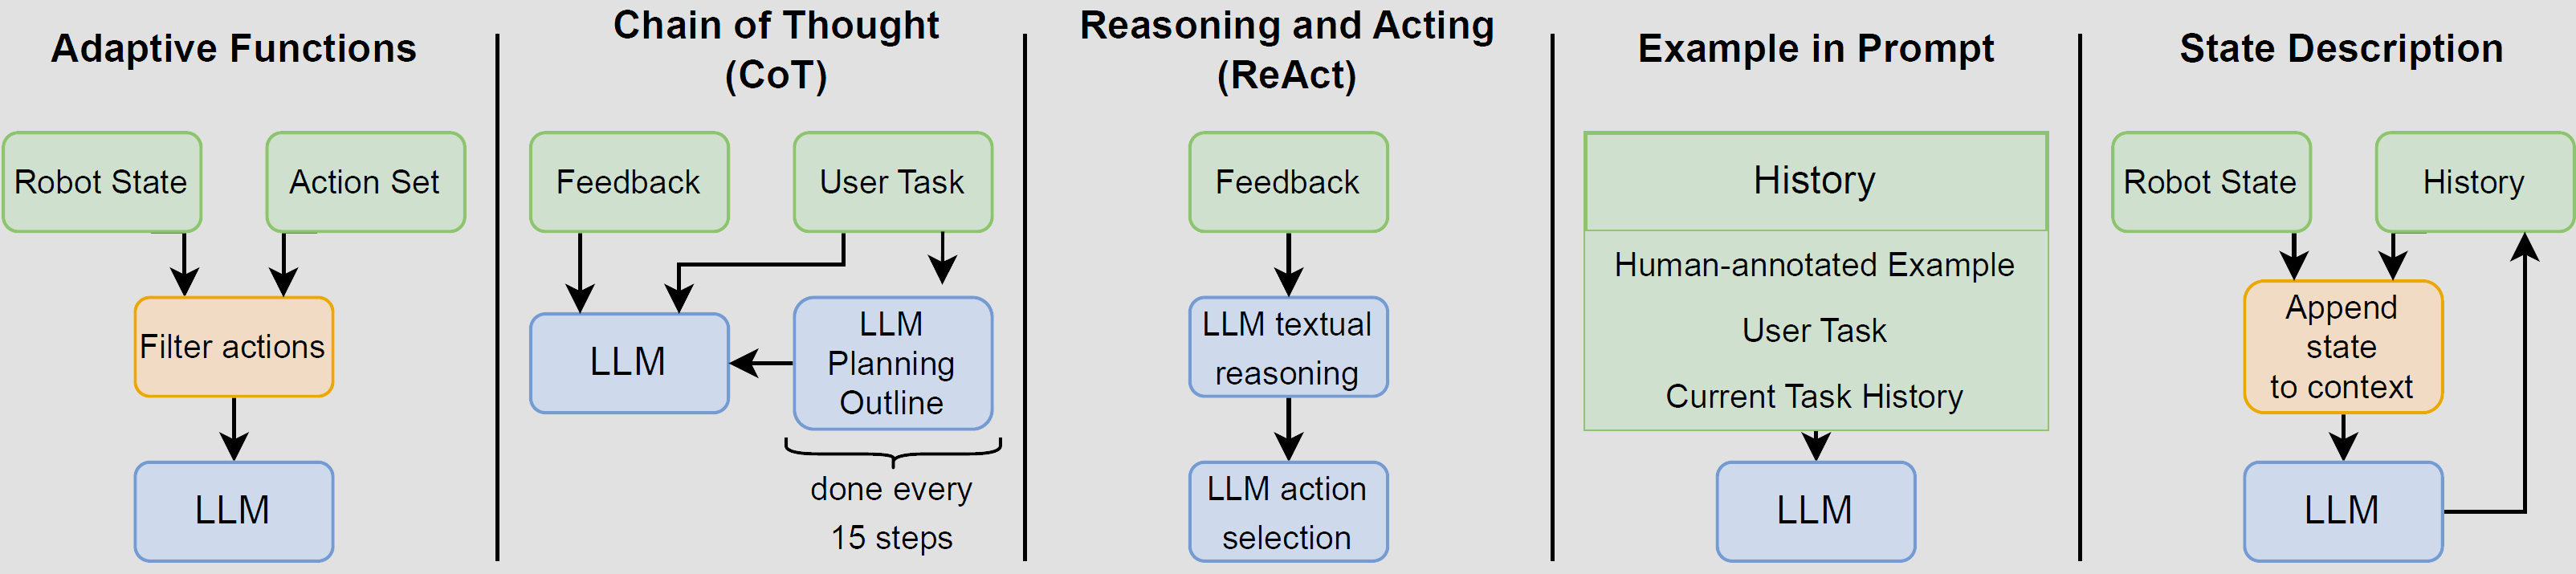 Adaptive Functions
Robot State
Action Set
Filter actions
LLM
Chain of Thought
(CoT)
Feedback
User Task
LLM
LLM
Planning
Outline
done every
15 steps
Reasoning and Acting
(ReAct)
Feedback
LLM textual
reasoning
LLM action
selection
Example in Prompt
History
Human-annotated Example
User Task
Current Task History
LLM
State Description
Robot State
History
Append
state
to context
LLM